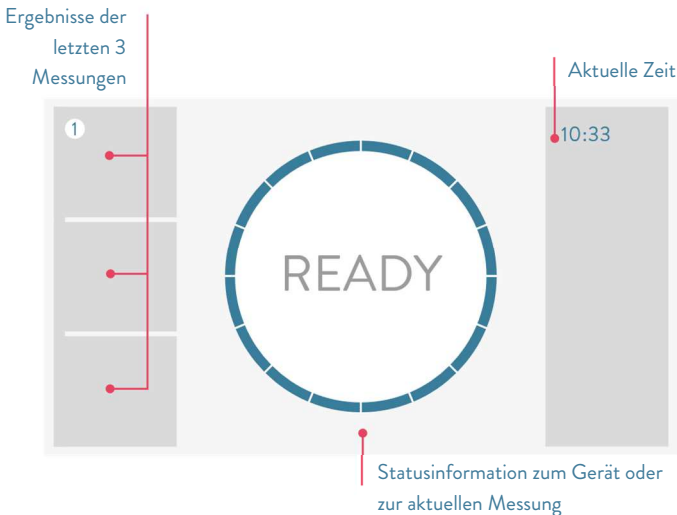 Ergebnisse der
letzten 3
Messungen
Aktuelle Zeit
1
10:33
READY
Statusinformation zum Gerät oder
zur aktuellen Messung